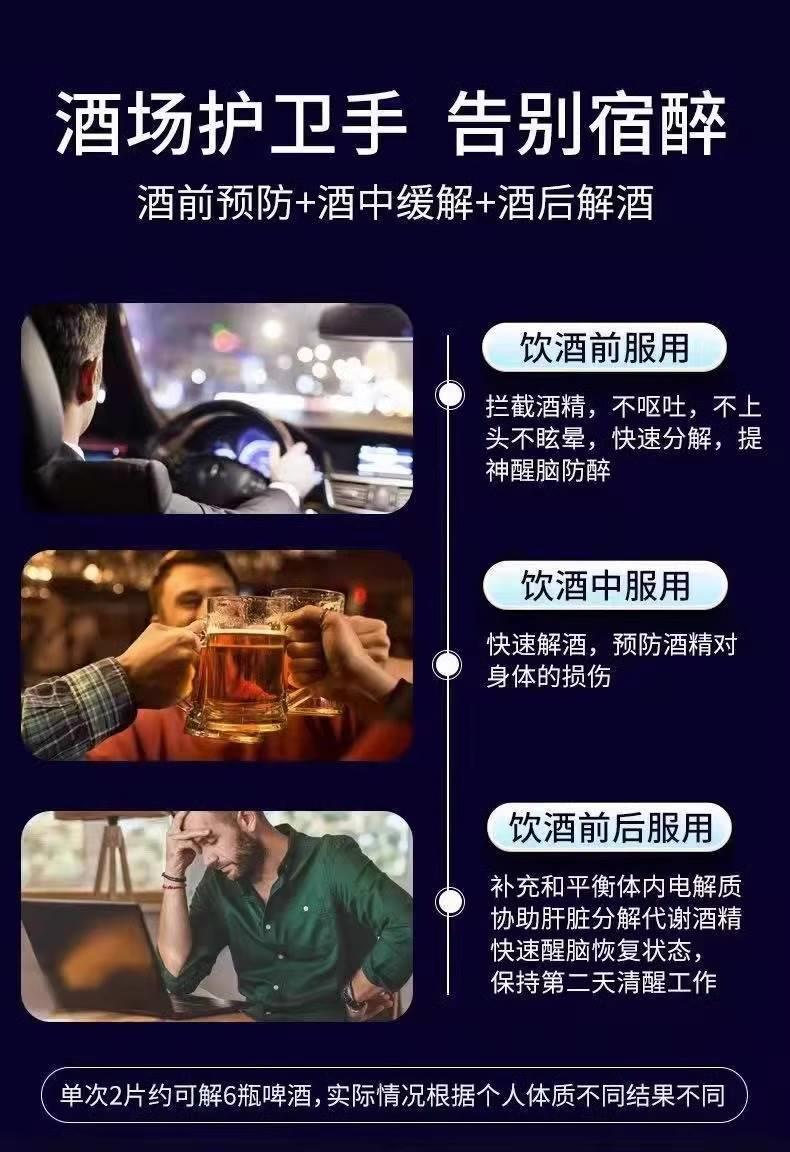 酒场护卫手 告别宿醉
酒前预防+酒中缓解+酒后解酒
饮酒前服用
拦截酒精，不呕吐，不上
头不眩晕，快速分解，提
神醒脑防醉
饮酒中服用
快速解酒，预防酒精对
身体的损伤
饮酒前后服用
补充和平衡体内电解质
协助肝脏分解代谢酒精
快速醒脑恢复状态，
保持第二天清醒工作
单次2片约可解6瓶啤酒，实际情况根据个人体质不同结果不同